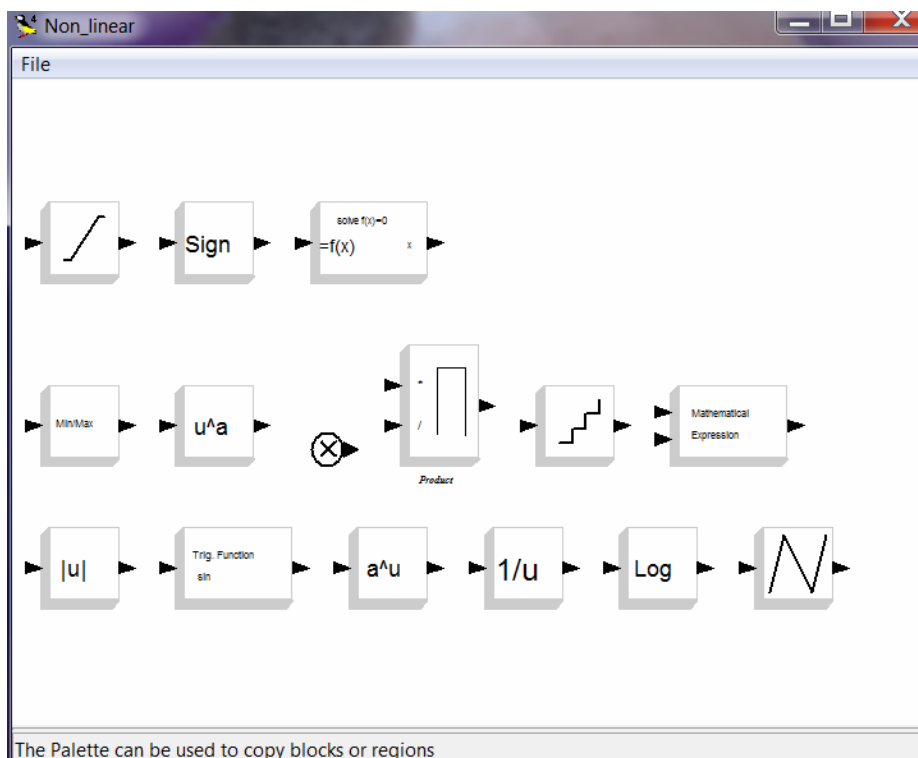 Non_linear
File
Sign
solve f(x)=0
=f(x) x
Min/Max
u^a
*
/
Product
Mathematical
Expression
|u|
Trig. Function
sin
a^u
1/u
Log
The Palette can be used to copy blocks or regions